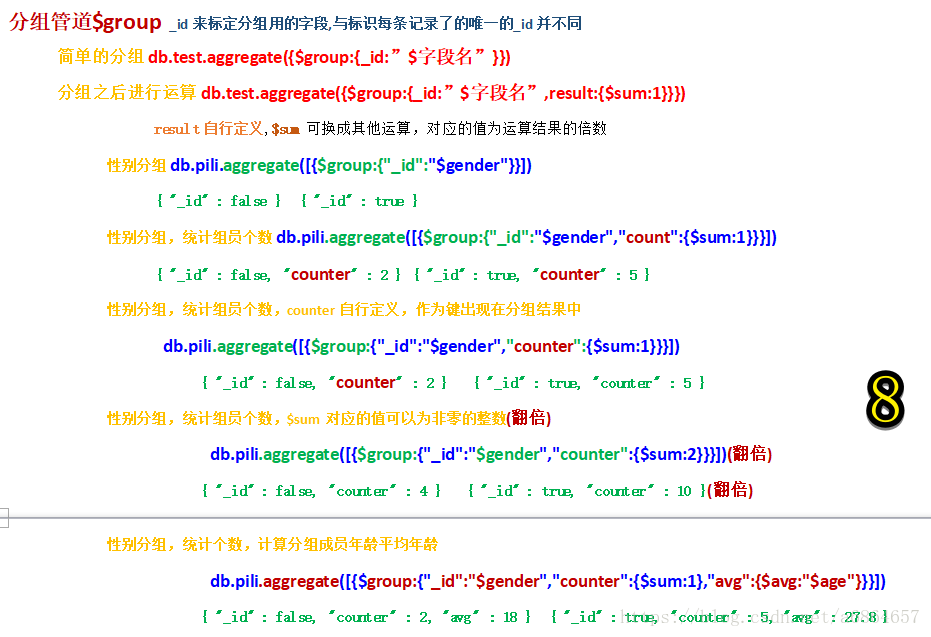 分组管道$group _id 来标定分组用的字段,与标识每条记录了的唯一的_id 并不同
简单的分组 db.test.aggregate({$group:{_id:”$字段名”}})
分组之后进行运算 db.test.aggregate({$group:{_id:”$字段名”,result:{$sum:1}}})
result 自行定义,$sum 可换成其他运算，对应的值为运算结果的倍数
性别分组 db.pili.aggregate([{$group:{"_id":"$gender"}}])
{ "_id" : false } { "_id" : true }
性别分组，统计组员个数 db.pili.aggregate([{$group:{"_id":"$gender","count":{$sum:1}}}])
{ "_id" : false, "counter" : 2 } { "_id" : true, "counter" : 5 }
性别分组，统计组员个数，counter 自行定义，作为键出现在分组结果中
db.pili.aggregate([{$group:{"_id":"$gender","counter":{$sum:1}}}])
{ "_id" : false, "counter" : 2 } { "_id" : true, "counter" : 5 }
8
性别分组，统计组员个数，$sum 对应的值可以为非零的整数(翻倍)
db.pili.aggregate([{$group:{"_id":"$gender","counter":{$sum:2}}}])(翻倍)
{ "_id" : false, "counter" : 4 } { "_id" : true, "counter" : 10 }(翻倍)
性别分组，统计个数，计算分组成员年龄平均年龄
db.pili.aggregate([{$group:{"_id":"$gender","counter":{$sum:1},"avg":{$avg:"$age"}}}])
{ "_id" : false, "counter" : 2, "avg" : 18 } { "_id" : true, "counter" : 5, "avg" : 27.8 }